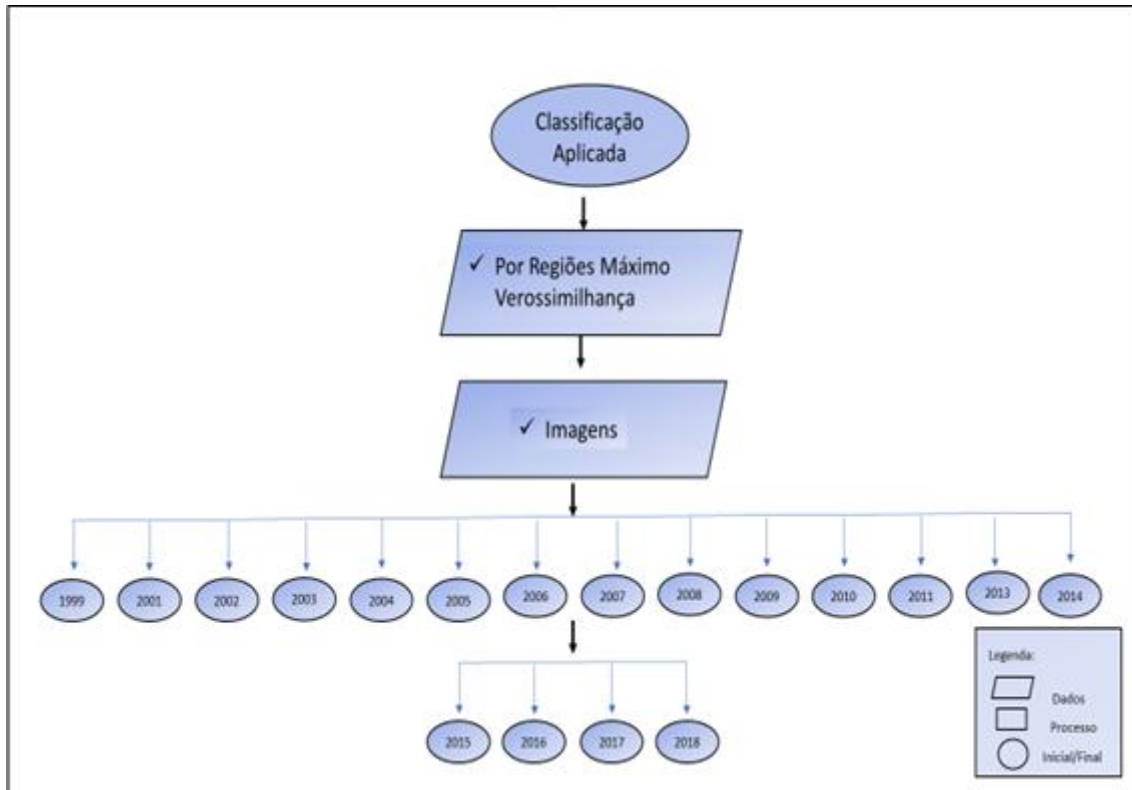 Classificação
Aplicada
✓ Por Regiões Máximo
Verossimilhança
✓ Imagens
1999 2001 2002 2003 2004 2005 2006 2007 2008 2009 2010 2011 2013 2014
2015 2016 2017 2018
Legenda:
Dados
Processo
Inicial/Final